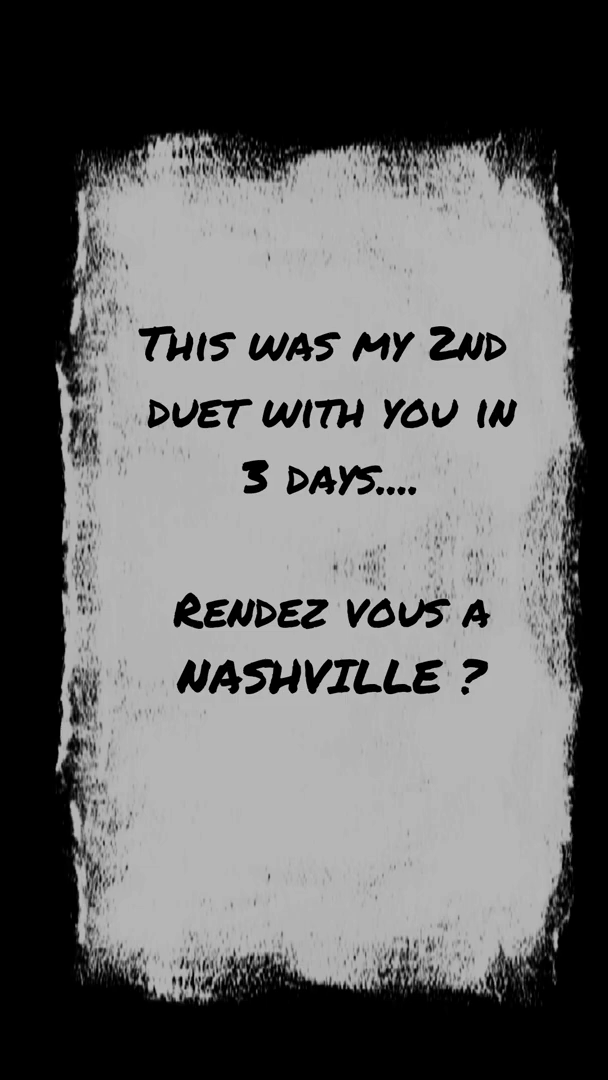 This was my 2nd
duet with you in
3 days....
Rendez vous a
NASHVILLE ?